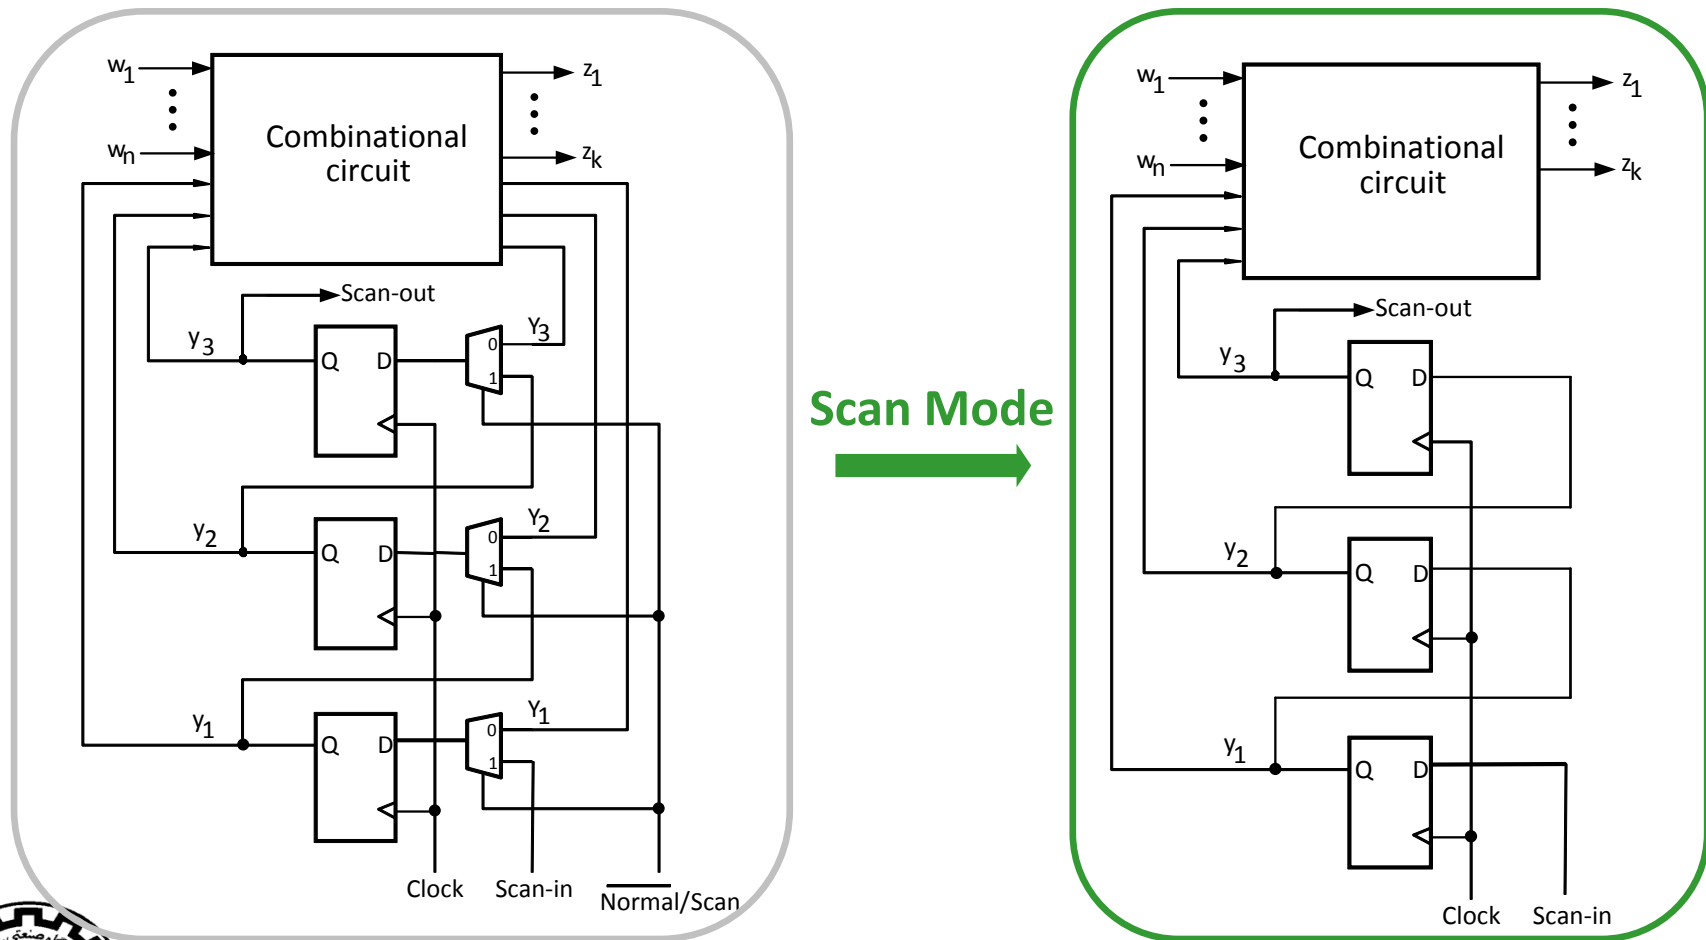 w1
z1
wn
zk
Combinational
circuit
Scan-out
y3
Q
D
0
1
Y3
y2
Q
D
0
1
Y2
y1
Q
D
0
1
Y1
Clock
Scan-in
Normal/Scan
Scan Mode
w1
z1
wn
zk
Combinational
circuit
Scan-out
y3
Q
D
y2
Q
D
y1
Q
D
Clock
Scan-in